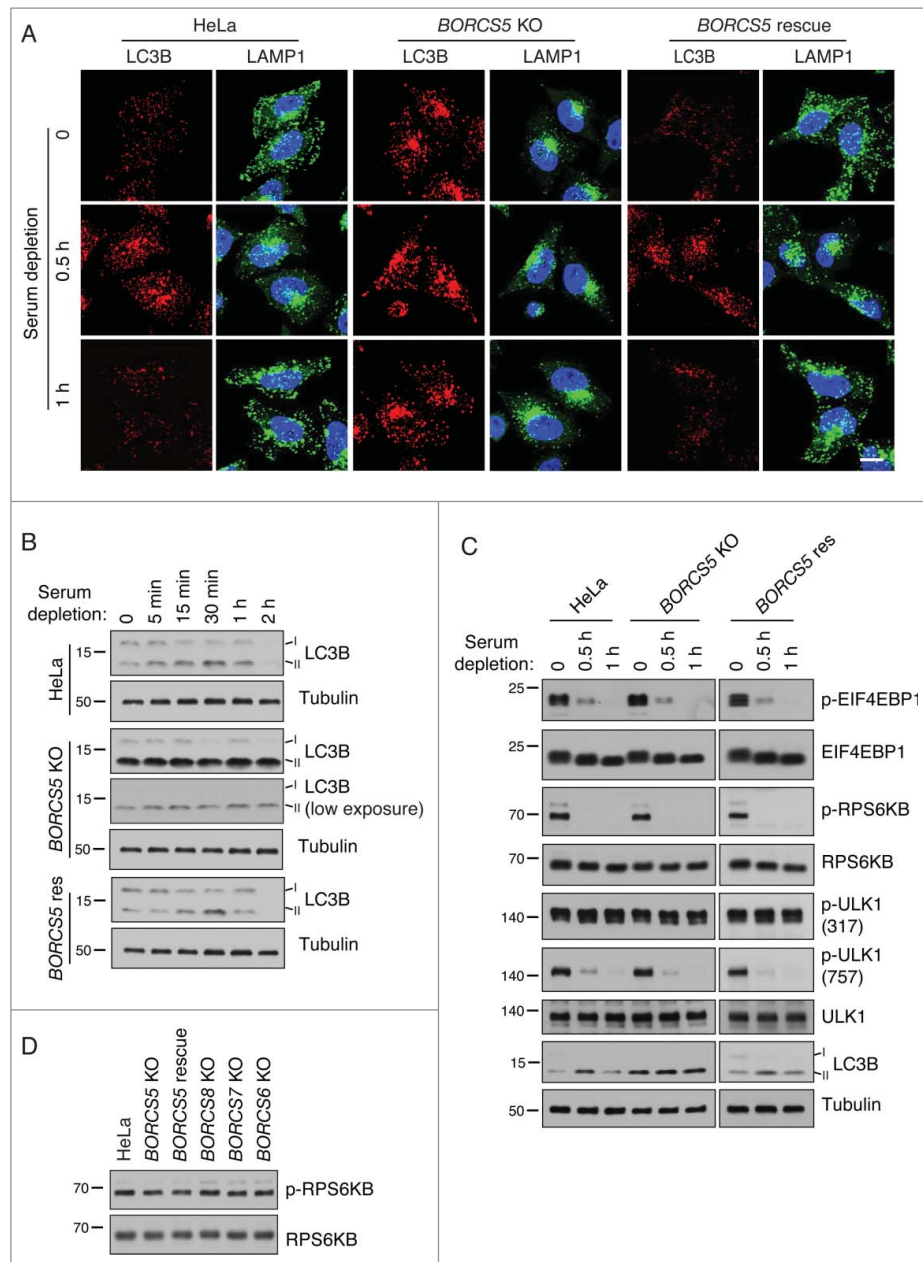 A
HeLa
BORCS5 KO
BORCS5 rescue
LC3B
LAMP1
LC3B
LAMP1
LC3B
LAMP1
Serum depletion
0
0.5 h
1 h
B
Serum
depletion:
0
5 min
15 min
30 min
1 h
2 h
HeLa
15
I
II
LC3B
50
Tubulin
BORCS5 KO
15
I
II
LC3B
15
I
II
LC3B
(low exposure)
50
Tubulin
BORCS5 res
15
I
II
LC3B
50
Tubulin
C
HeLa
BORCS5 KO
BORCS5 res
Serum
depletion:
0
0.5 h
1 h
0
0.5 h
1 h
0
0.5 h
1 h
25
p-EIF4EBP1
25
EIF4EBP1
70
p-RPS6KB
70
RPS6KB
140
p-ULK1
(317)
140
p-ULK1
(757)
140
ULK1
15
I
II
LC3B
50
Tubulin
D
HeLa
BORCS5 KO
BORCS5 rescue
BORCS8 KO
BORCS7 KO
BORCS6 KO
70
p-RPS6KB
70
RPS6KB